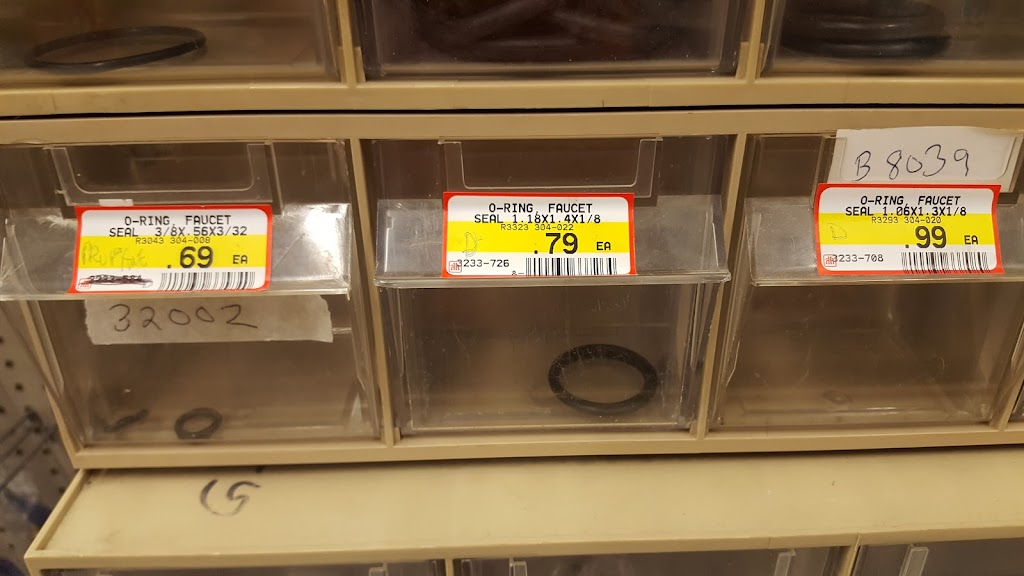 B 8039
O-RING, FAUCET
SEAL 3/8X.56X3/32
R3043 304-008
.69 EA
32002
O-RING, FAUCET
SEAL 1.18X1.4X1/8
R3323 304-022
D
.79 EA
3233-726
8-
O-RING, FAUCET
SEAL 1.06X1.3X1/8
R3293 304-020
D
.99 EA
3233-708